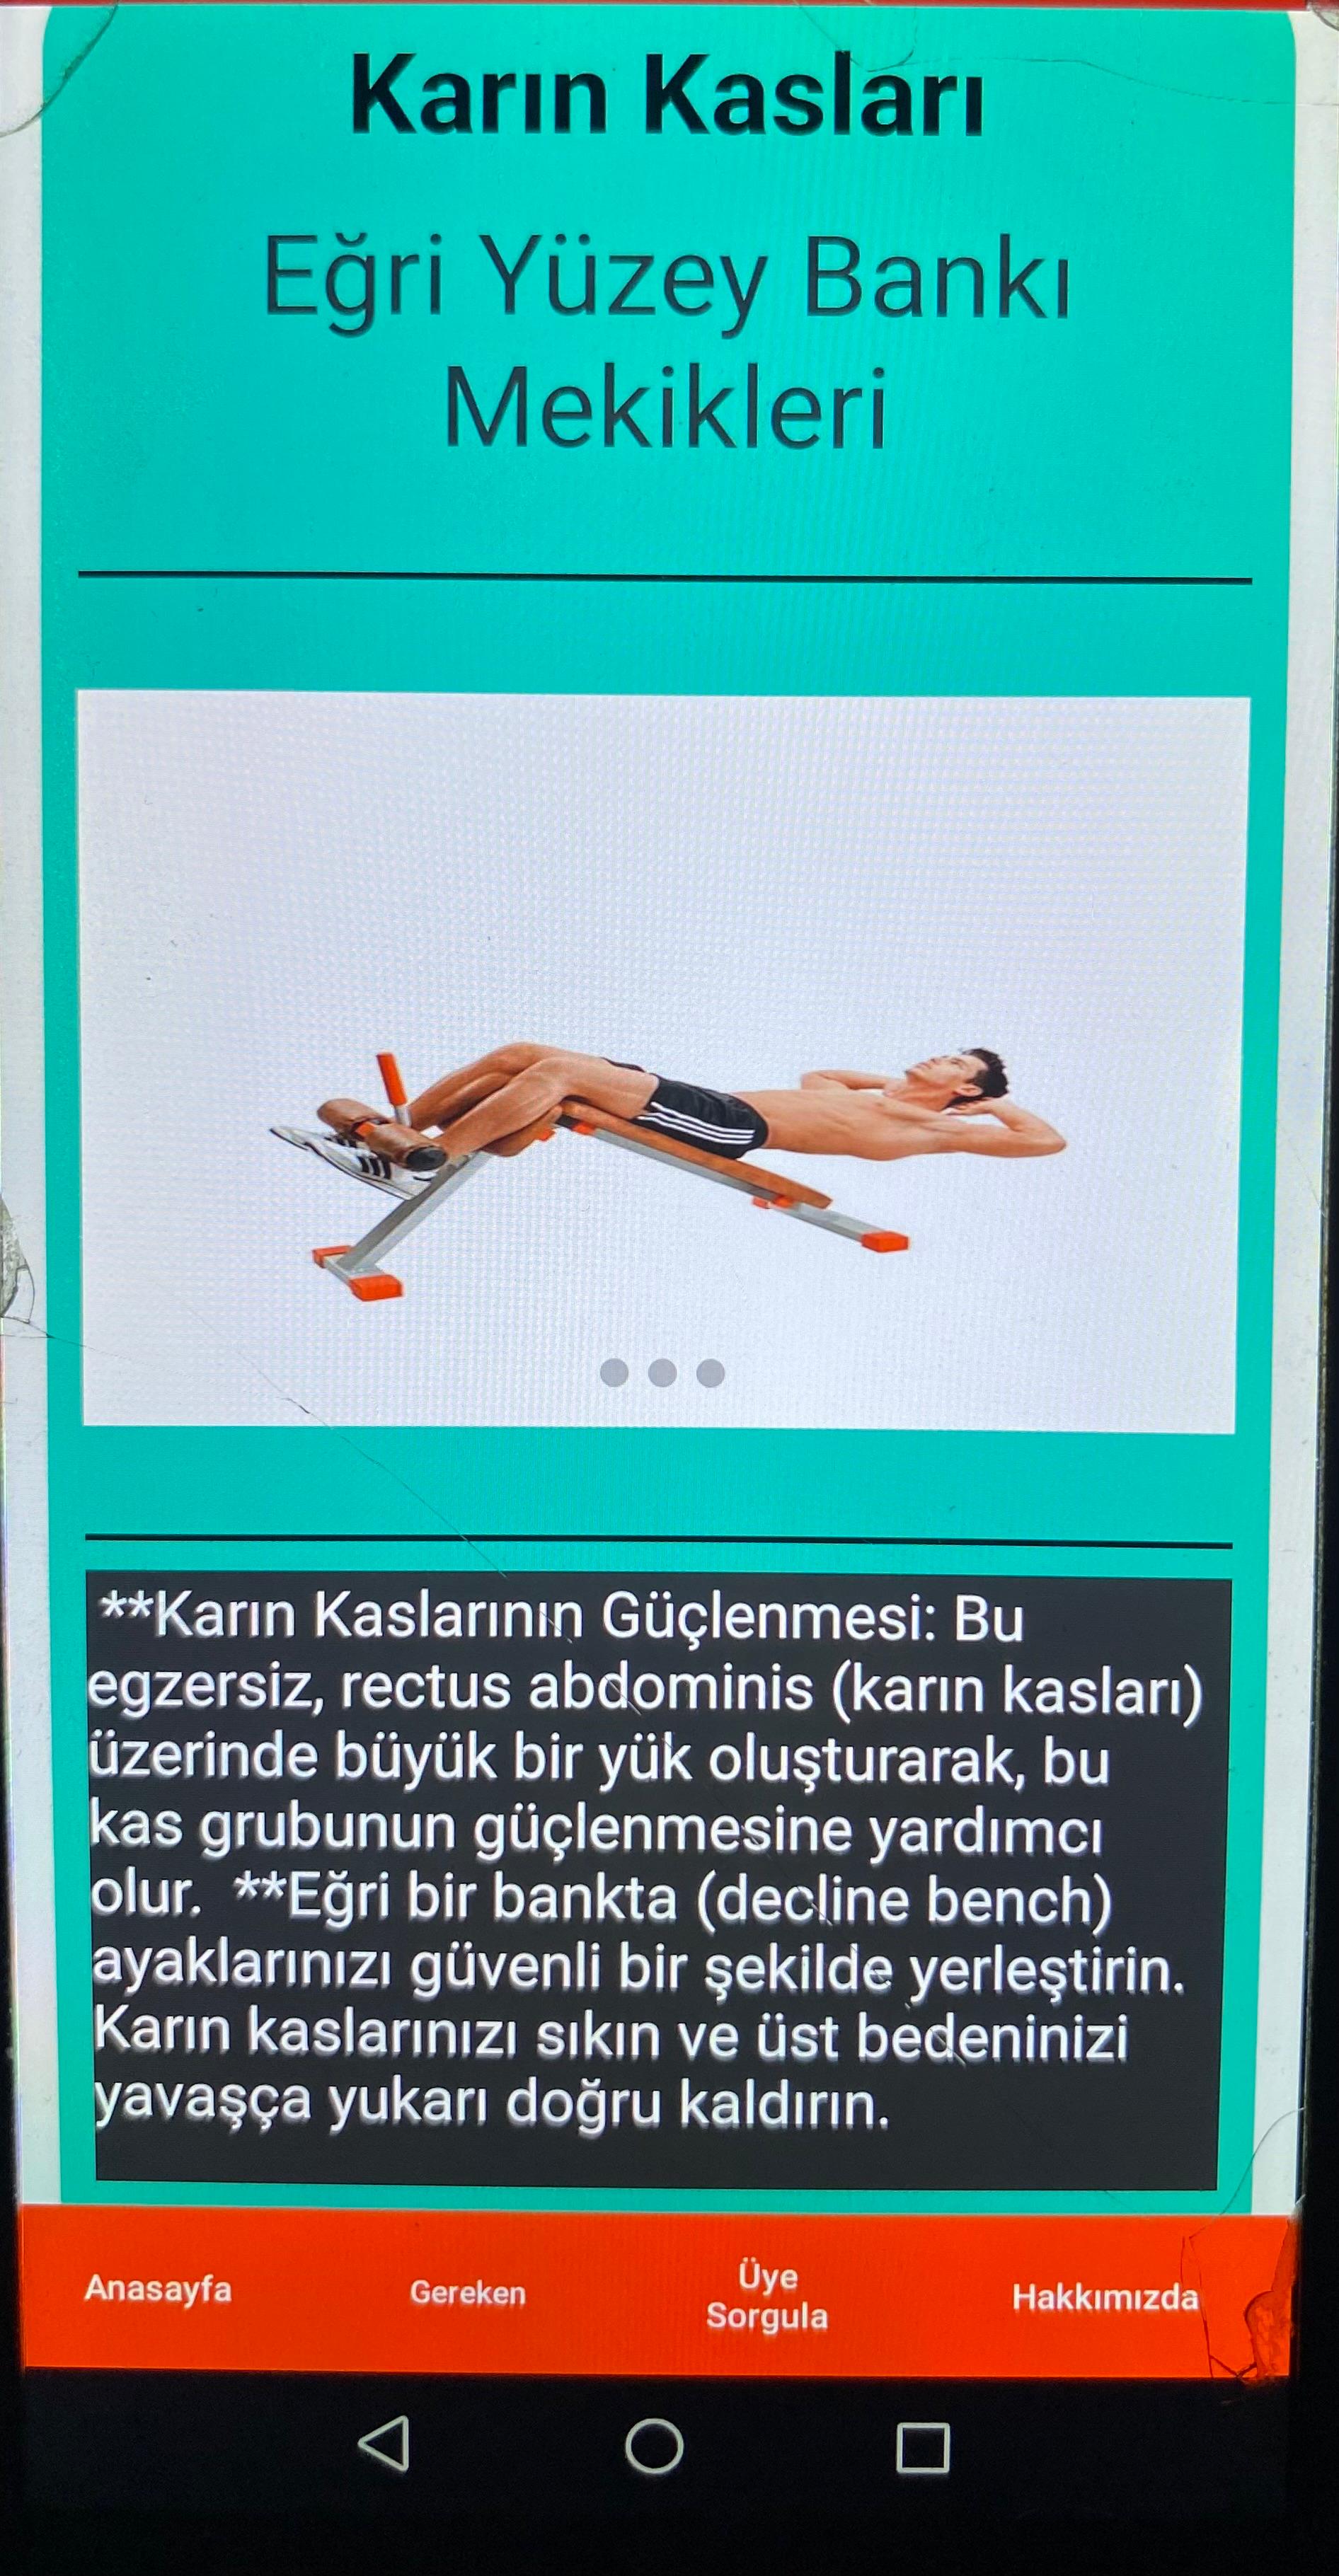 Karın Kasları
Eğri Yüzey Bankı
Mekikleri
**Karın Kaslarının Güçlenmesi: Bu
egzersiz, rectus abdominis (karın kasları)
üzerinde büyük bir yük oluşturarak, bu
kas grubunun güçlenmesine yardımcı
olur.  **Eğri bir bankta (decline bench)
ayaklarınızı güvenli bir şekilde yerleştirin.
Karın kaslarınızı sıkın ve üst bedeninizi
yavaşça yukarı doğru kaldırın.
Anasayfa
Gereken
Üye
Sorgula
Hakkımızda